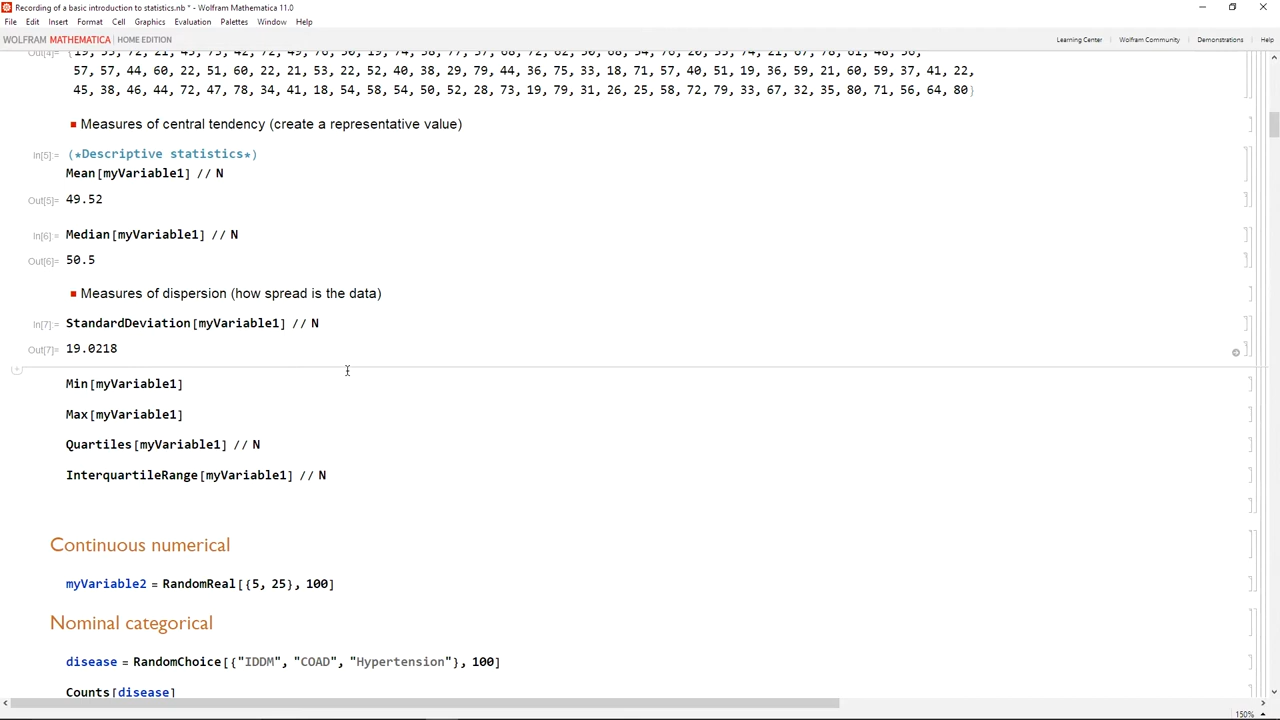 Recording of a basic introduction to statistics.nb * - Wolfram Mathematica 11.0
File Edit Insert Format Cell Graphics Evaluation Palettes Window Help
WOLFRAM MATHEMATICA | HOME EDITION Learning Center Wolfram Community Demonstrations Help
Out[4]=
57, 57, 44, 60, 22, 51, 60, 22, 21, 53, 22, 52, 40, 38, 29, 79, 44, 36, 75, 33, 18, 71, 57, 40, 51, 19, 36, 59, 21, 60, 59, 37, 41, 22,
45, 38, 46, 44, 72, 47, 78, 34, 41, 18, 54, 58, 54, 50, 52, 28, 73, 19, 79, 31, 26, 25, 58, 72, 79, 33, 67, 32, 35, 80, 71, 56, 64, 80}
Measures of central tendency (create a representative value)
In[5]:= (*Descriptive statistics*)
Mean[myVariable1] // N
Out[5]= 49.52
In[6]:= Median[myVariable1] // N
Out[6]= 50.5
Measures of dispersion (how spread is the data)
In[7]:= StandardDeviation[myVariable1] // N
Out[7]= 19.0218
Min[myVariable1]
Max[myVariable1]
Quartiles[myVariable1] // N
InterquartileRange[myVariable1] // N
Continuous numerical
myVariable2 = RandomReal[{5, 25}, 100]
Nominal categorical
disease = RandomChoice[{"IDDM", "COAD", "Hypertension"}, 100]
Counts[disease]
150%